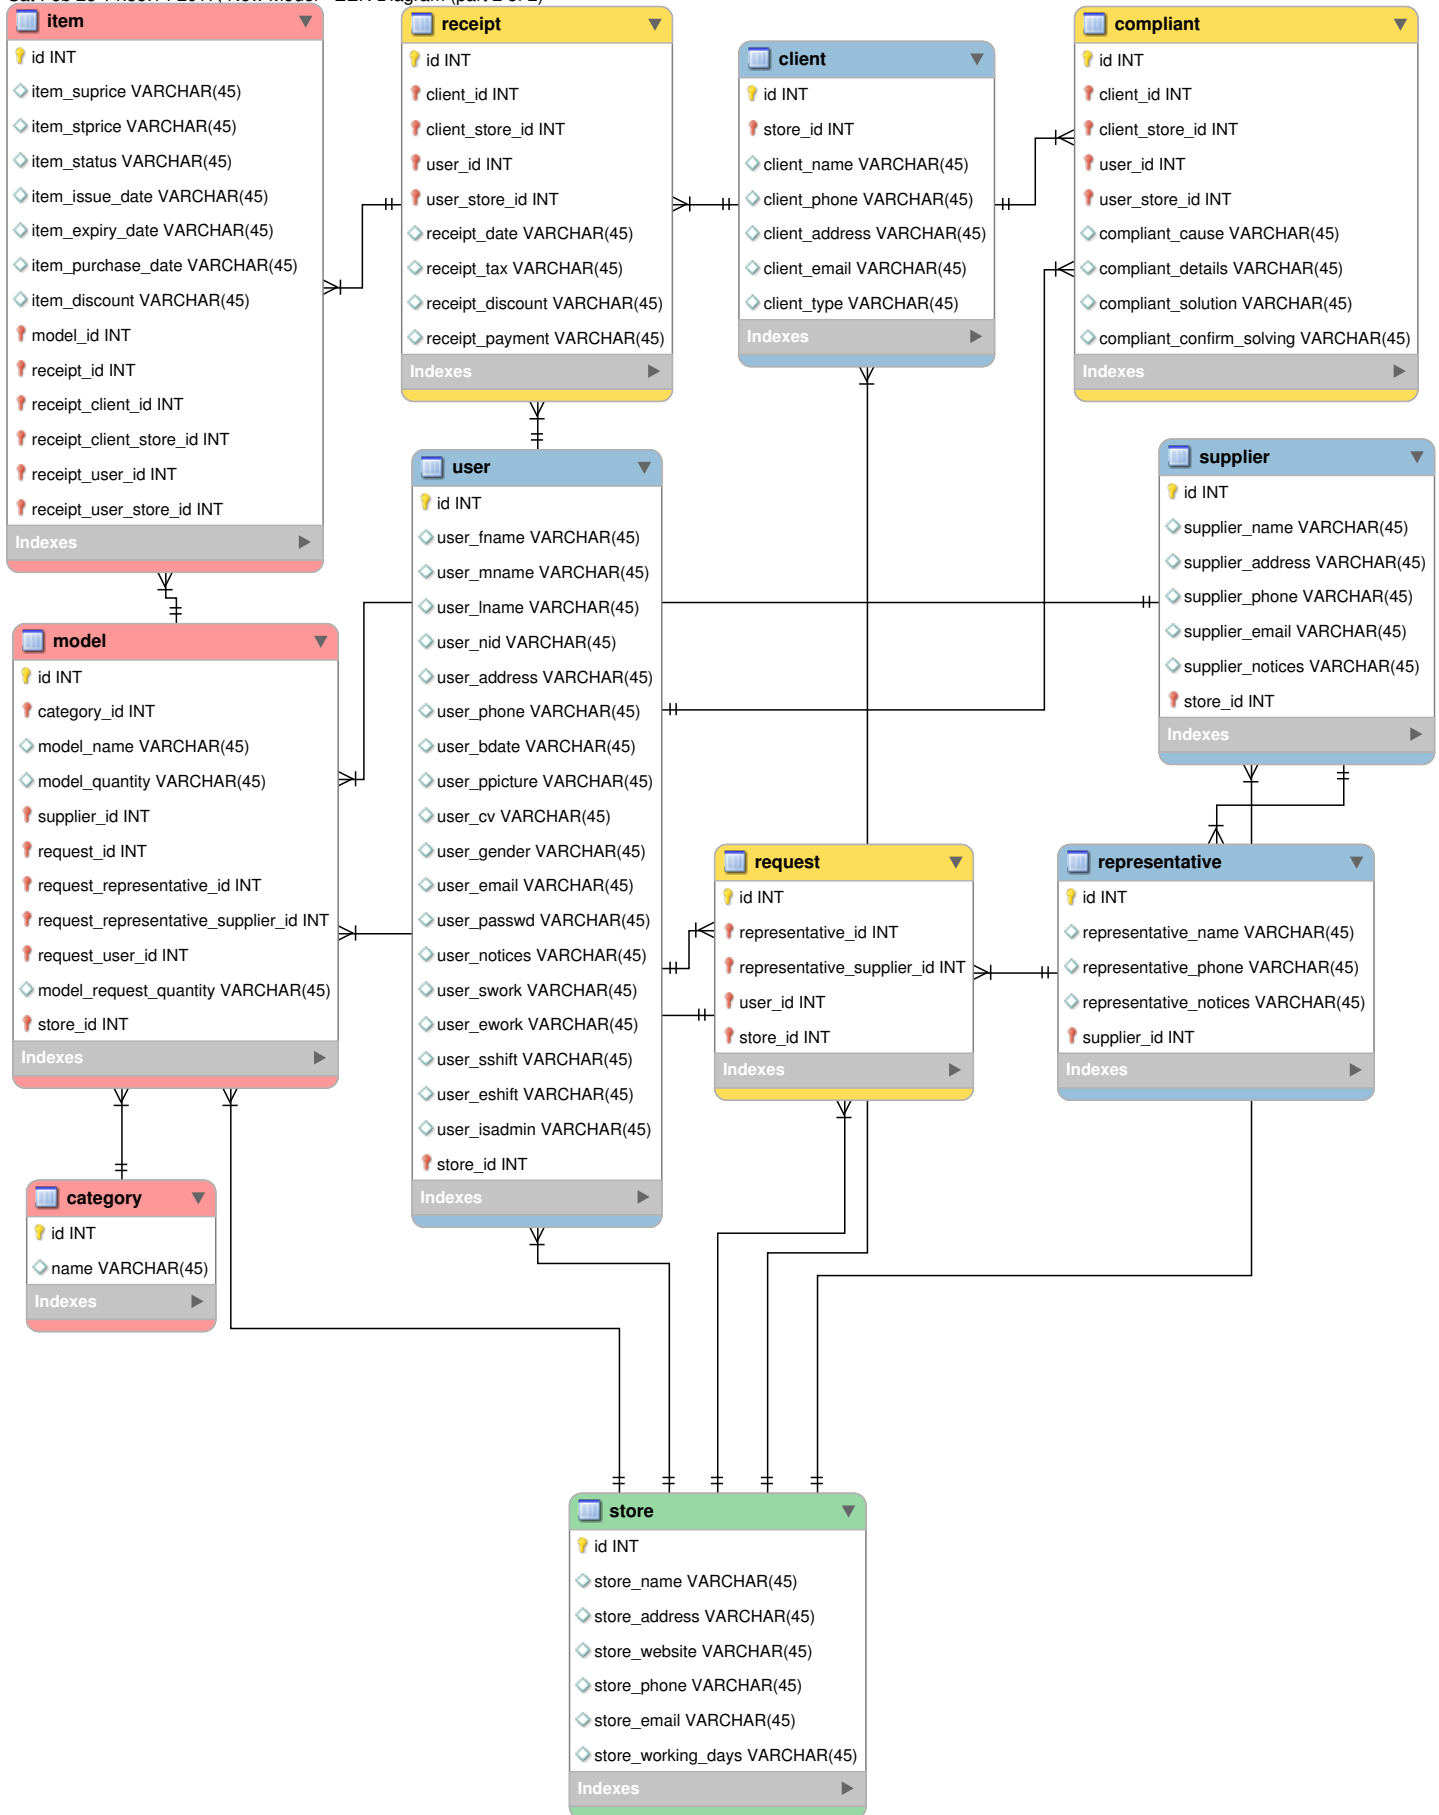 item
id INT
item_suprice VARCHAR(45)
item_stprice VARCHAR(45)
item_status VARCHAR(45)
item_issue_date VARCHAR(45)
item_expiry_date VARCHAR(45)
item_purchase_date VARCHAR(45)
item_discount VARCHAR(45)
model_id INT
receipt_id INT
receipt_client_id INT
receipt_client_store_id INT
receipt_user_id INT
receipt_user_store_id INT
Indexes
receipt
id INT
client_id INT
client_store_id INT
user_id INT
user_store_id INT
receipt_date VARCHAR(45)
receipt_tax VARCHAR(45)
receipt_discount VARCHAR(45)
receipt_payment VARCHAR(45)
Indexes
client
id INT
store_id INT
client_name VARCHAR(45)
client_phone VARCHAR(45)
client_address VARCHAR(45)
client_email VARCHAR(45)
client_type VARCHAR(45)
Indexes
compliant
id INT
client_id INT
client_store_id INT
user_id INT
user_store_id INT
compliant_cause VARCHAR(45)
compliant_details VARCHAR(45)
compliant_solution VARCHAR(45)
compliant_confirm_solving VARCHAR(45)
Indexes
user
id INT
user_fname VARCHAR(45)
user_mname VARCHAR(45)
user_lname VARCHAR(45)
user_nid VARCHAR(45)
user_address VARCHAR(45)
user_phone VARCHAR(45)
user_bdate VARCHAR(45)
user_ppicture VARCHAR(45)
user_cv VARCHAR(45)
user_gender VARCHAR(45)
user_email VARCHAR(45)
user_passwd VARCHAR(45)
user_notices VARCHAR(45)
user_swork VARCHAR(45)
user_ework VARCHAR(45)
user_sshift VARCHAR(45)
user_eshift VARCHAR(45)
user_isadmin VARCHAR(45)
store_id INT
Indexes
supplier
id INT
supplier_name VARCHAR(45)
supplier_address VARCHAR(45)
supplier_phone VARCHAR(45)
supplier_email VARCHAR(45)
supplier_notices VARCHAR(45)
store_id INT
Indexes
model
id INT
category_id INT
model_name VARCHAR(45)
model_quantity VARCHAR(45)
supplier_id INT
request_id INT
request_representative_id INT
request_representative_supplier_id INT
request_user_id INT
model_request_quantity VARCHAR(45)
store_id INT
Indexes
request
id INT
representative_id INT
representative_supplier_id INT
user_id INT
store_id INT
Indexes
representative
id INT
representative_name VARCHAR(45)
representative_phone VARCHAR(45)
representative_notices VARCHAR(45)
supplier_id INT
Indexes
category
id INT
name VARCHAR(45)
Indexes
store
id INT
store_name VARCHAR(45)
store_address VARCHAR(45)
store_website VARCHAR(45)
store_phone VARCHAR(45)
store_email VARCHAR(45)
store_working_days VARCHAR(45)
Indexes